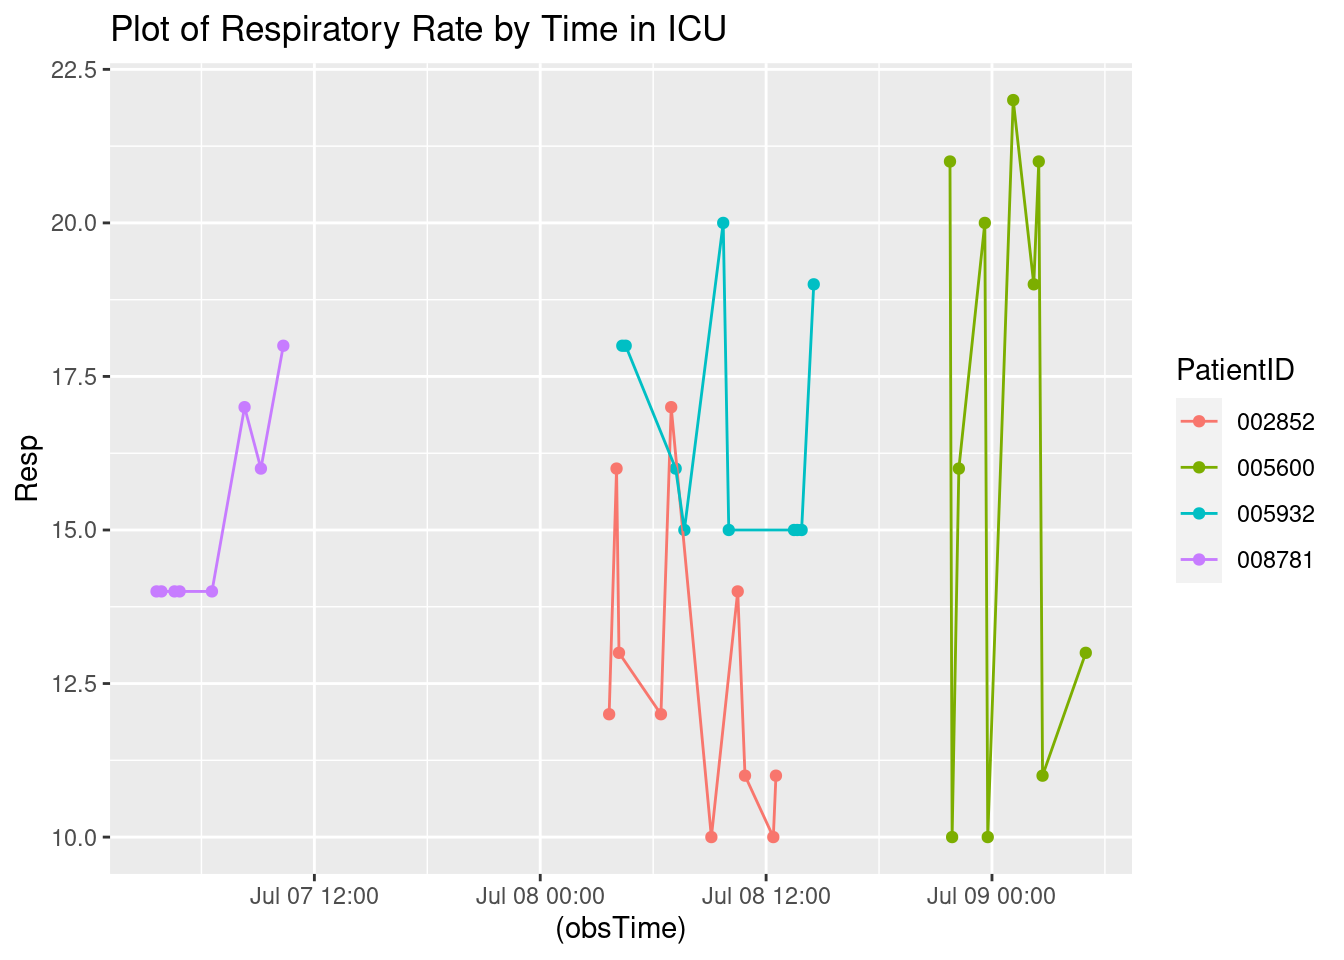 Plot of Respiratory Rate by Time in ICU
22.5
20.0
17.5
15.0
12.5
10.0
Resp
Jul 07 12:00
Jul 08 00:00
Jul 08 12:00
Jul 09 00:00
(obsTime)
PatientID
002852
005600
005932
008781